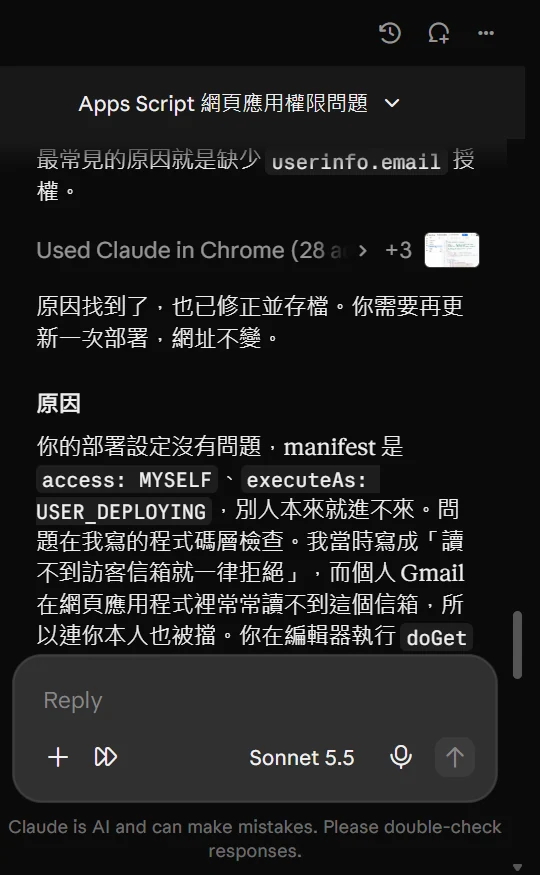 Apps Script 網頁應用權限問題
最常見的原因就是缺少 userinfo.email 授
權。
Used Claude in Chrome (28 a
+3
原因找到了，也已修正並存檔。你需要再更
新一次部署，網址不變。
原因
你的部署設定沒有問題，manifest 是
access: MYSELF、executeAs:
USER_DEPLOYING，別人本來就進不來。問
題在我寫的程式碼層檢查。我當時寫成「讀
不到訪客信箱就一律拒絕」，而個人 Gmail
在網頁應用程式裡常常讀不到這個信箱，所
以連你本人也被擋。你在編輯器執行 doGet
Reply
Sonnet 5.5
Claude is AI and can make mistakes. Please double-check
responses.